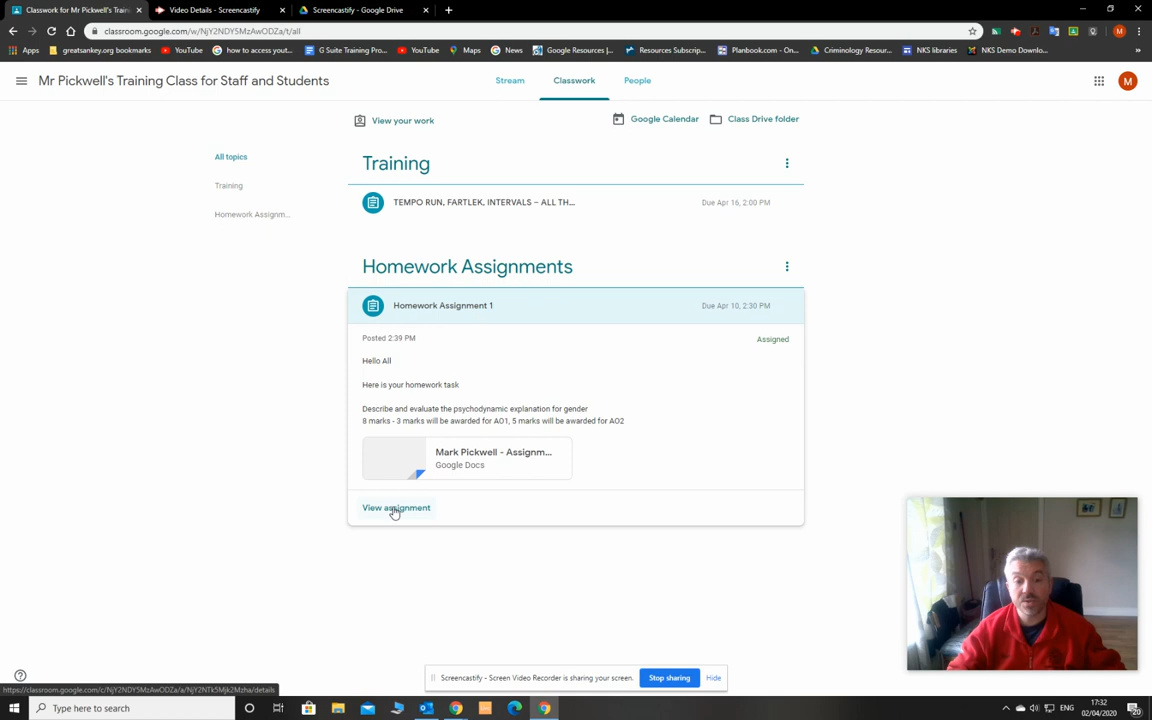 Classwork for Mr Pickwell's Train
Video Details - Screencastify
Screencastify - Google Drive
classroom.google.com/w/NjY2NDY5MzAwODZa/t/all
Apps
greatsankey.org bookmarks
YouTube
how to access yout...
G Suite Training Pro...
YouTube
Maps
News
Google Resources |...
Resources Subscrip...
Planbook.com - On...
Criminology Resour...
NKS libraries
NKS Demo Downlo...
Mr Pickwell's Training Class for Staff and Students
Stream
Classwork
People
M
View your work
Google Calendar
Class Drive folder
All topics
Training
Homework Assignm...
Training
TEMPO RUN, FARTLEK, INTERVALS – ALL TH...
Due Apr 16, 2:00 PM
Homework Assignments
Homework Assignment 1
Due Apr 10, 2:30 PM
Posted 2:39 PM
Assigned
Hello All
Here is your homework task
Describe and evaluate the psychodynamic explanation for gender
8 marks - 3 marks will be awarded for AO1, 5 marks will be awarded for AO2
Mark Pickwell - Assignm...
Google Docs
View assignment
Screencastify - Screen Video Recorder is sharing your screen.
Stop sharing
Hide
Type here to search
ENG
17:32
02/04/2020